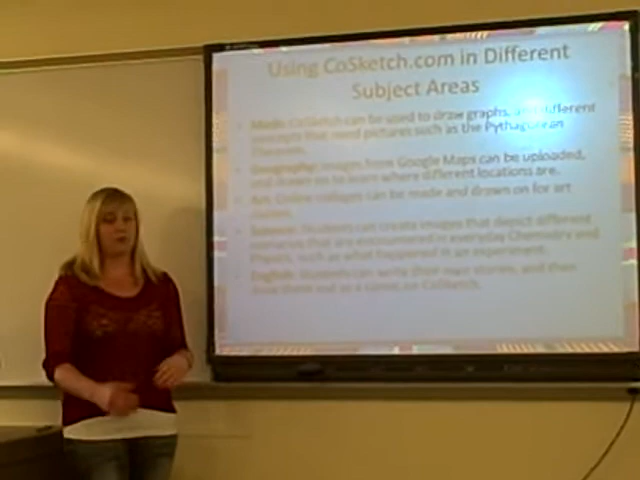 Using CoSketch.com in Different
Subject Areas
Math: CoSketch can be used to draw graphs, and different
concepts that need pictures such as the Pythagorean
Theorem.
Geography: Images from Google Maps can be uploaded,
and drawn on to learn where different locations are.
Art: Online collages can be made and drawn on for art
classes.
Science: Students can create images that depict different
scenarios that are encountered in everyday Chemistry and
Physics, such as what happened in an experiment.
English: Students can write their own stories, and then
draw them out as a comic on CoSketch.